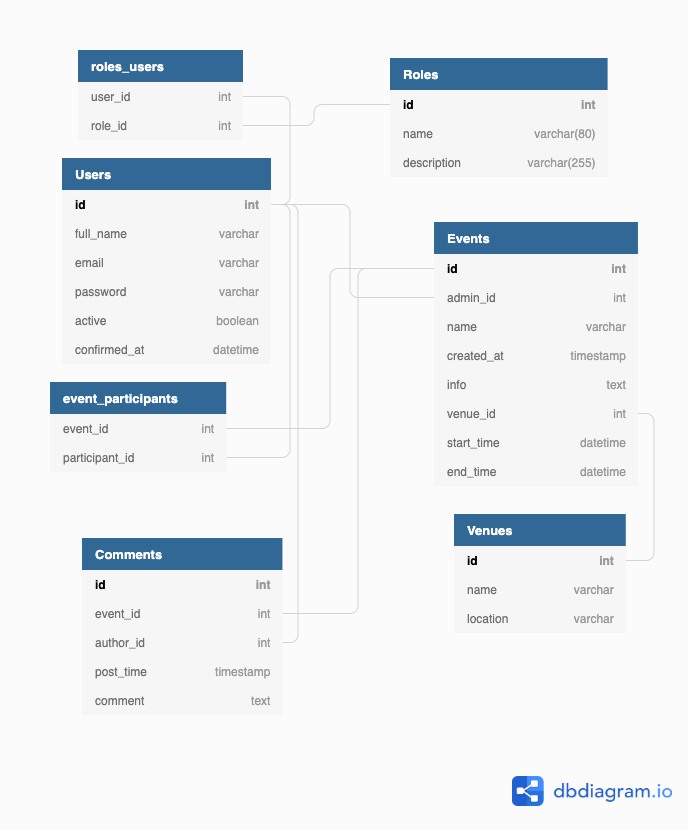 roles_users
user_id int
role_id int
Roles
id int
name varchar(80)
description varchar(255)
Users
id int
full_name varchar
email varchar
password varchar
active boolean
confirmed_at datetime
Events
id int
admin_id int
name varchar
created_at timestamp
info text
venue_id int
start_time datetime
end_time datetime
event_participants
event_id int
participant_id int
Venues
id int
name varchar
location varchar
Comments
id int
event_id int
author_id int
post_time timestamp
comment text
dbdiagram.io